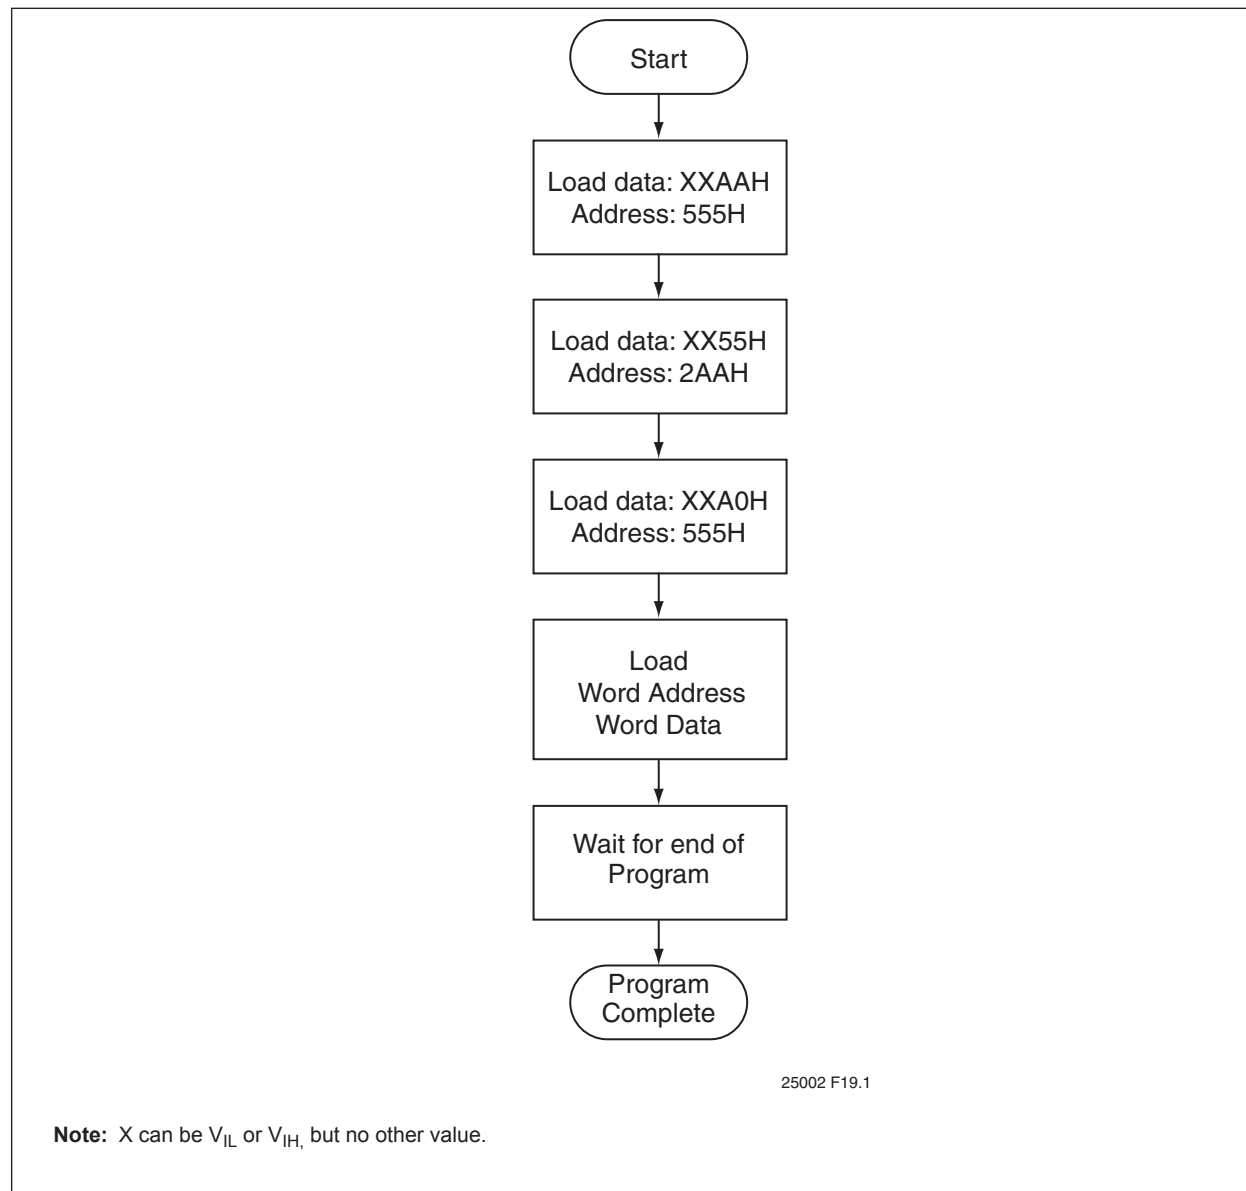 Start
Load data: XXAAH
Address: 555H
Load data: XX55H
Address: 2AAH
Load data: XXA0H
Address: 555H
Load
Word Address
Word Data
Wait for end of
Program
Program
Complete
25002 F19.1
Note: X can be VIL or VIH, but no other value.